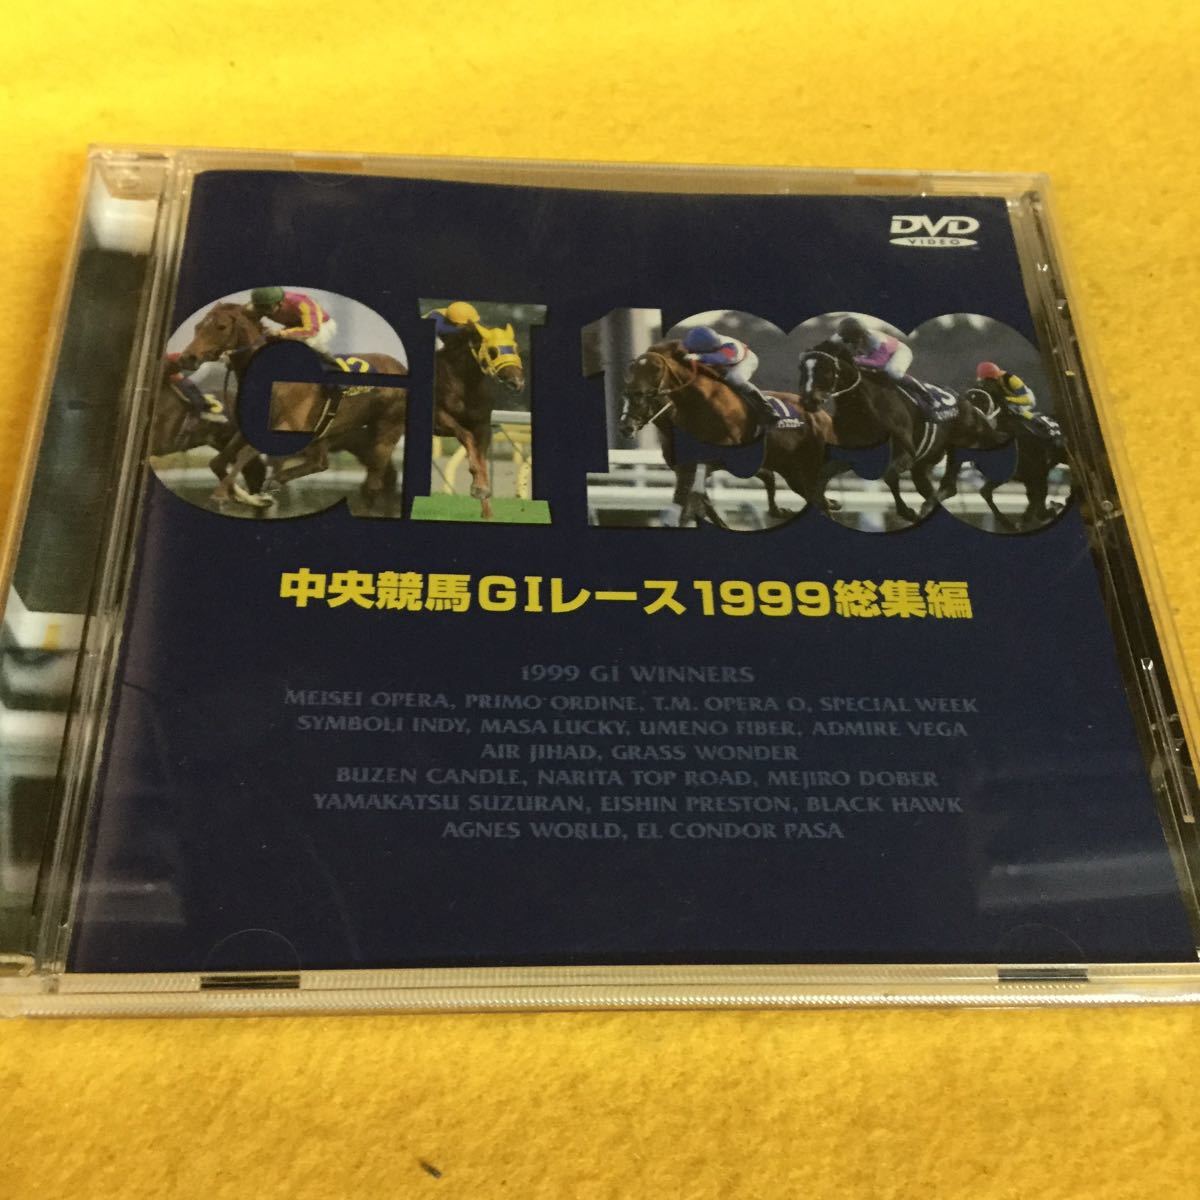 DVD
VIDEO
GI 1999
中央競馬GIレース1999総集編
1999 GI WINNERS
MEISEI OPERA, PRIMO ORDINE, T.M. OPERA O, SPECIAL WEEK
SYMBOLI INDY, MASA LUCKY, UMENO FIBER, ADMIRE VEGA
AIR JIHAD, GRASS WONDER
BUZEN CANDLE, NARITA TOP ROAD, MEJIRO DOBER
YAMAKATSU SUZURAN, EISHIN PRESTON, BLACK HAWK
AGNES WORLD, EL CONDOR PASA